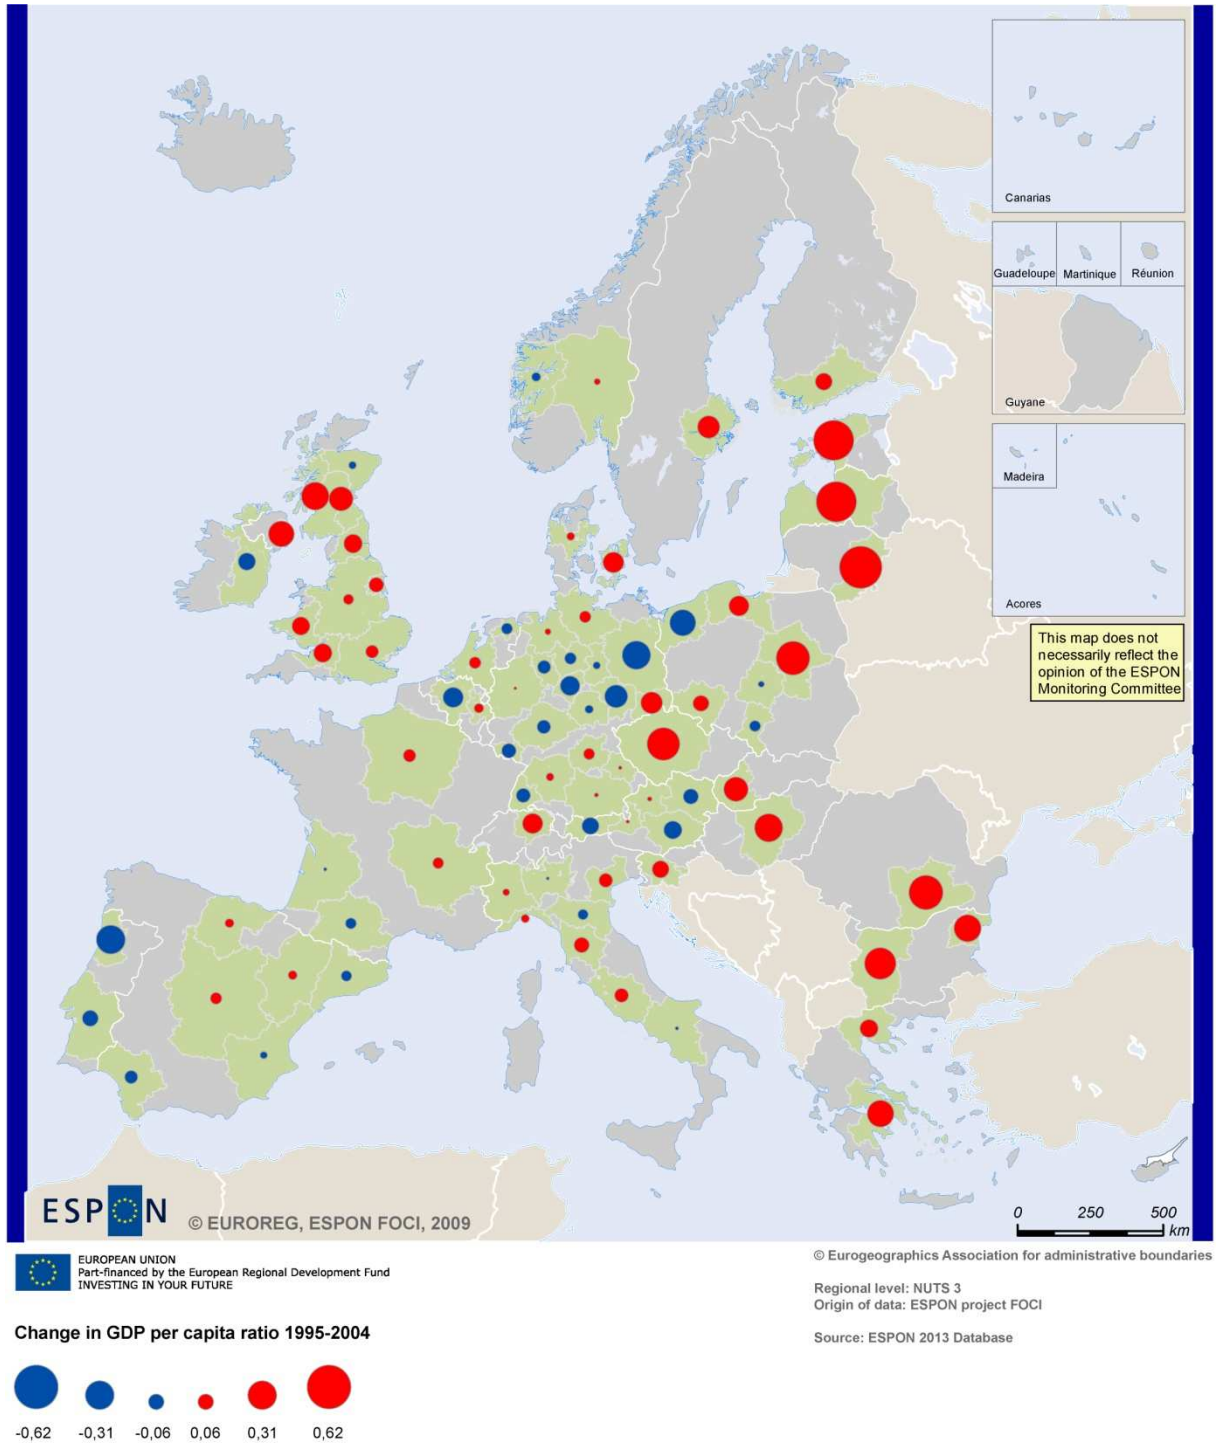 Canarias
Guadeloupe
Martinique
Réunion
Guyane
Madeira
Acores
This map does not
necessarily reflect the
opinion of the ESPON
Monitoring Committee
ESPON
© EUROREG, ESPON FOCI, 2009
0 250 500
km
EUROPEAN UNION
Part-financed by the European Regional Development Fund
INVESTING IN YOUR FUTURE
© Eurogeographics Association for administrative boundaries
Regional level: NUTS 3
Origin of data: ESPON project FOCI
Source: ESPON 2013 Database
Change in GDP per capita ratio 1995-2004
-0,62 -0,31 -0,06 0,06 0,31 0,62